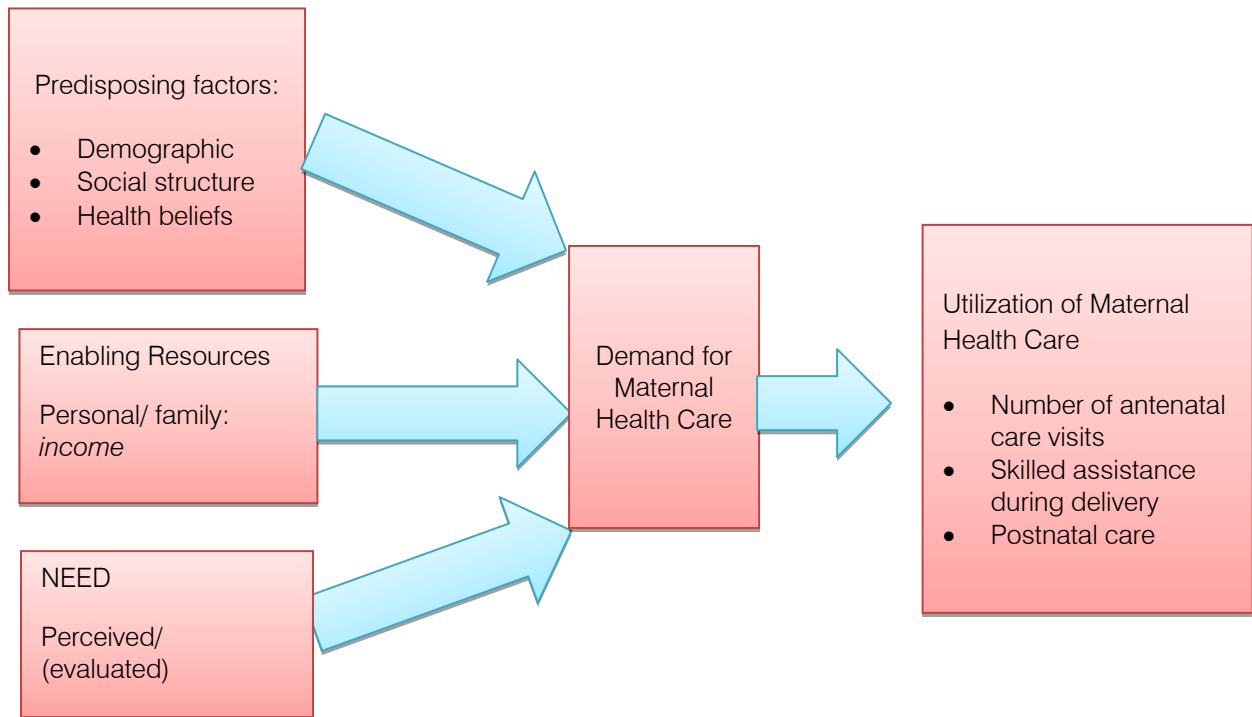 Predisposing factors:
• Demographic
• Social structure
• Health beliefs
Enabling Resources
Personal/ family:
income
NEED
Perceived/
(evaluated)
Demand for
Maternal
Health Care
Utilization of Maternal
Health Care
• Number of antenatal
care visits
• Skilled assistance
during delivery
• Postnatal care